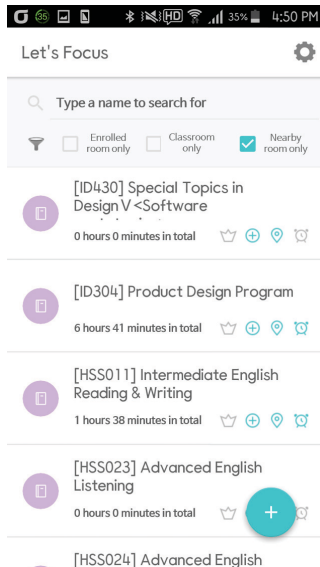 35 HD 35% 4:50 PM
Let's Focus
Type a name to search for
Enrolled room only
Classroom only
Nearby room only
[ID430] Special Topics in
Design V <Software
0 hours 0 minutes in total
[ID304] Product Design Program
6 hours 41 minutes in total
[HSS011] Intermediate English
Reading & Writing
1 hours 38 minutes in total
[HSS023] Advanced English
Listening
0 hours 0 minutes in total
[HSS024] Advanced English